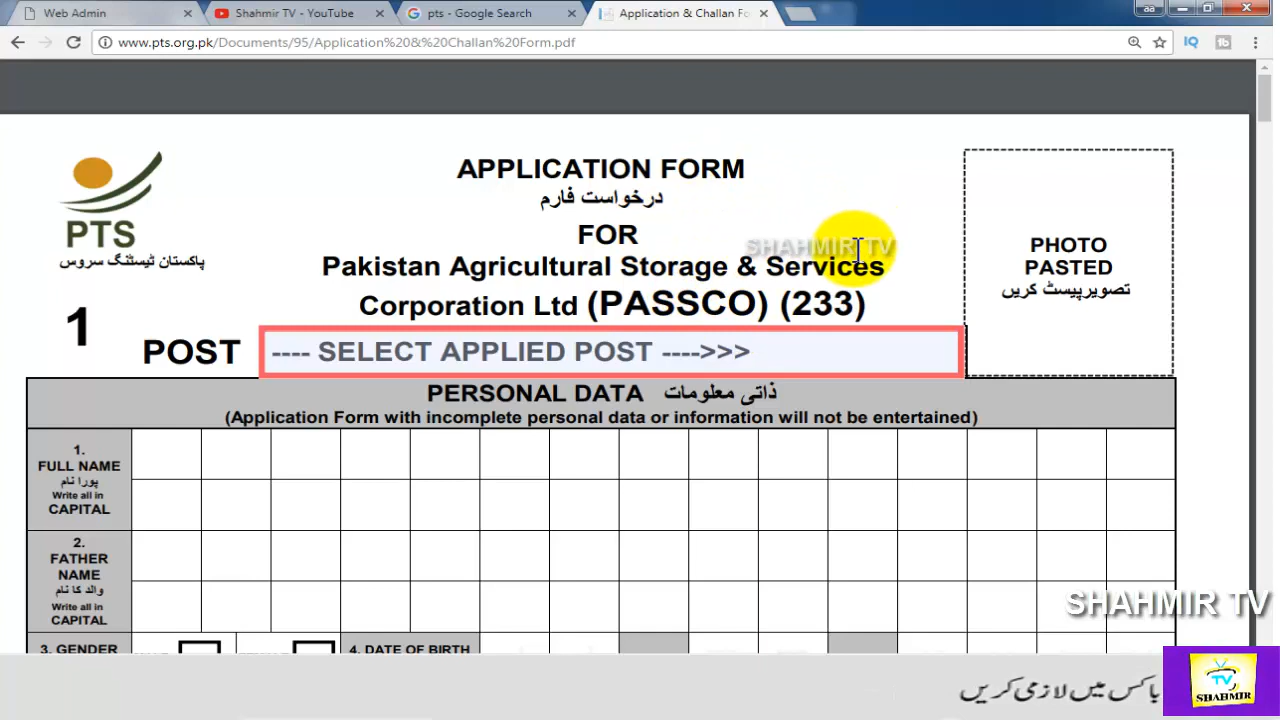 Web Admin
Shahmir TV - YouTube
pts - Google Search
Application & Challan Fo
www.pts.org.pk/Documents/95/Application%20&%20Challan%20Form.pdf
PTS
پاکستان ٹیسٹنگ سروس
APPLICATION FORM
درخواست فارم
FOR
SHAHMIR TV
Pakistan Agricultural Storage & Services
Corporation Ltd (PASSCO) (233)
PHOTO
PASTED
تصویرپیسٹ کریں
1
POST
---- SELECT APPLIED POST ---->>>
PERSONAL DATA ذاتی معلومات
(Application Form with incomplete personal data or information will not be entertained)
1.
FULL NAME
پورا نام
Write all in
CAPITAL
2.
FATHER
NAME
والد کا نام
Write all in
CAPITAL
3. GENDER
4. DATE OF BIRTH
SHAHMIR TV
باکس میں لازمی کریں
TV
SHAHMIR